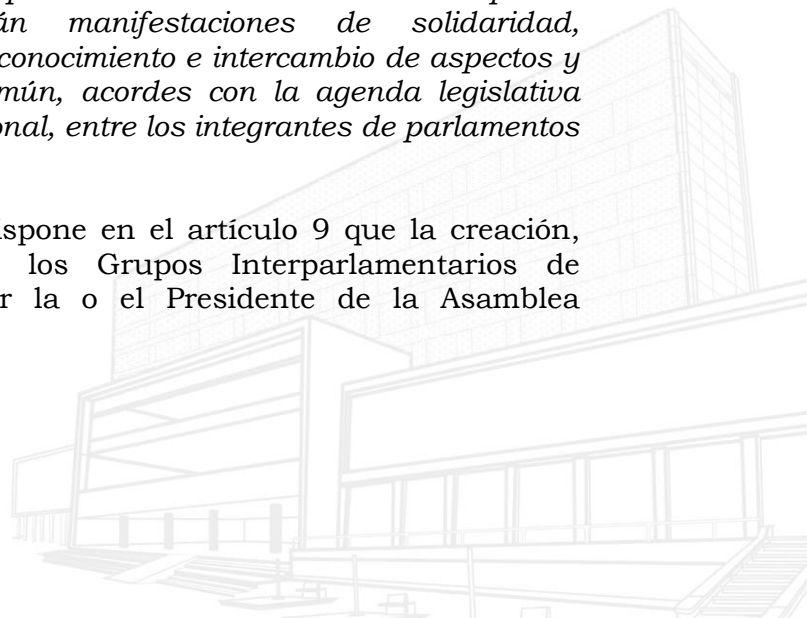 án manifestaciones de solidaridad,
conocimiento e intercambio de aspectos y
mún, acordes con la agenda legislativa
onal, entre los integrantes de parlamentos
ispone en el artículo 9 que la creación,
los Grupos Interparlamentarios de
r la o el Presidente de la Asamblea